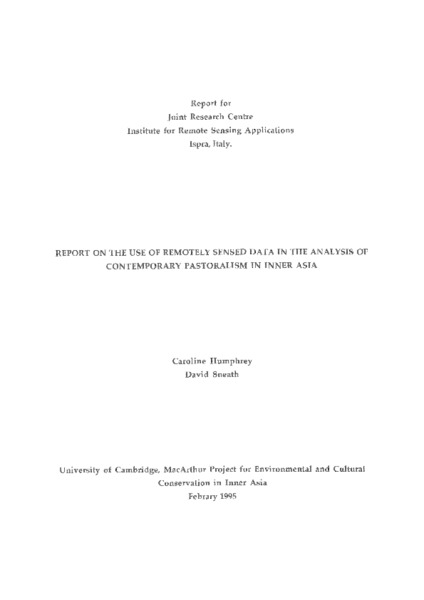 Report for
Joint Research Centre
Institute for Remote Sensing Applications
Ispra, Italy.
REPORT ON THE USE OF REMOTELY SENSED DATA IN THE ANALYSIS OF
CONTEMPORARY PASTORALISM IN INNER ASIA
Caroline Humphrey
David Sneath
University of Cambridge, MacArthur Project for Environmental and Cultural
Conservation in Inner Asia
Febrary 1995